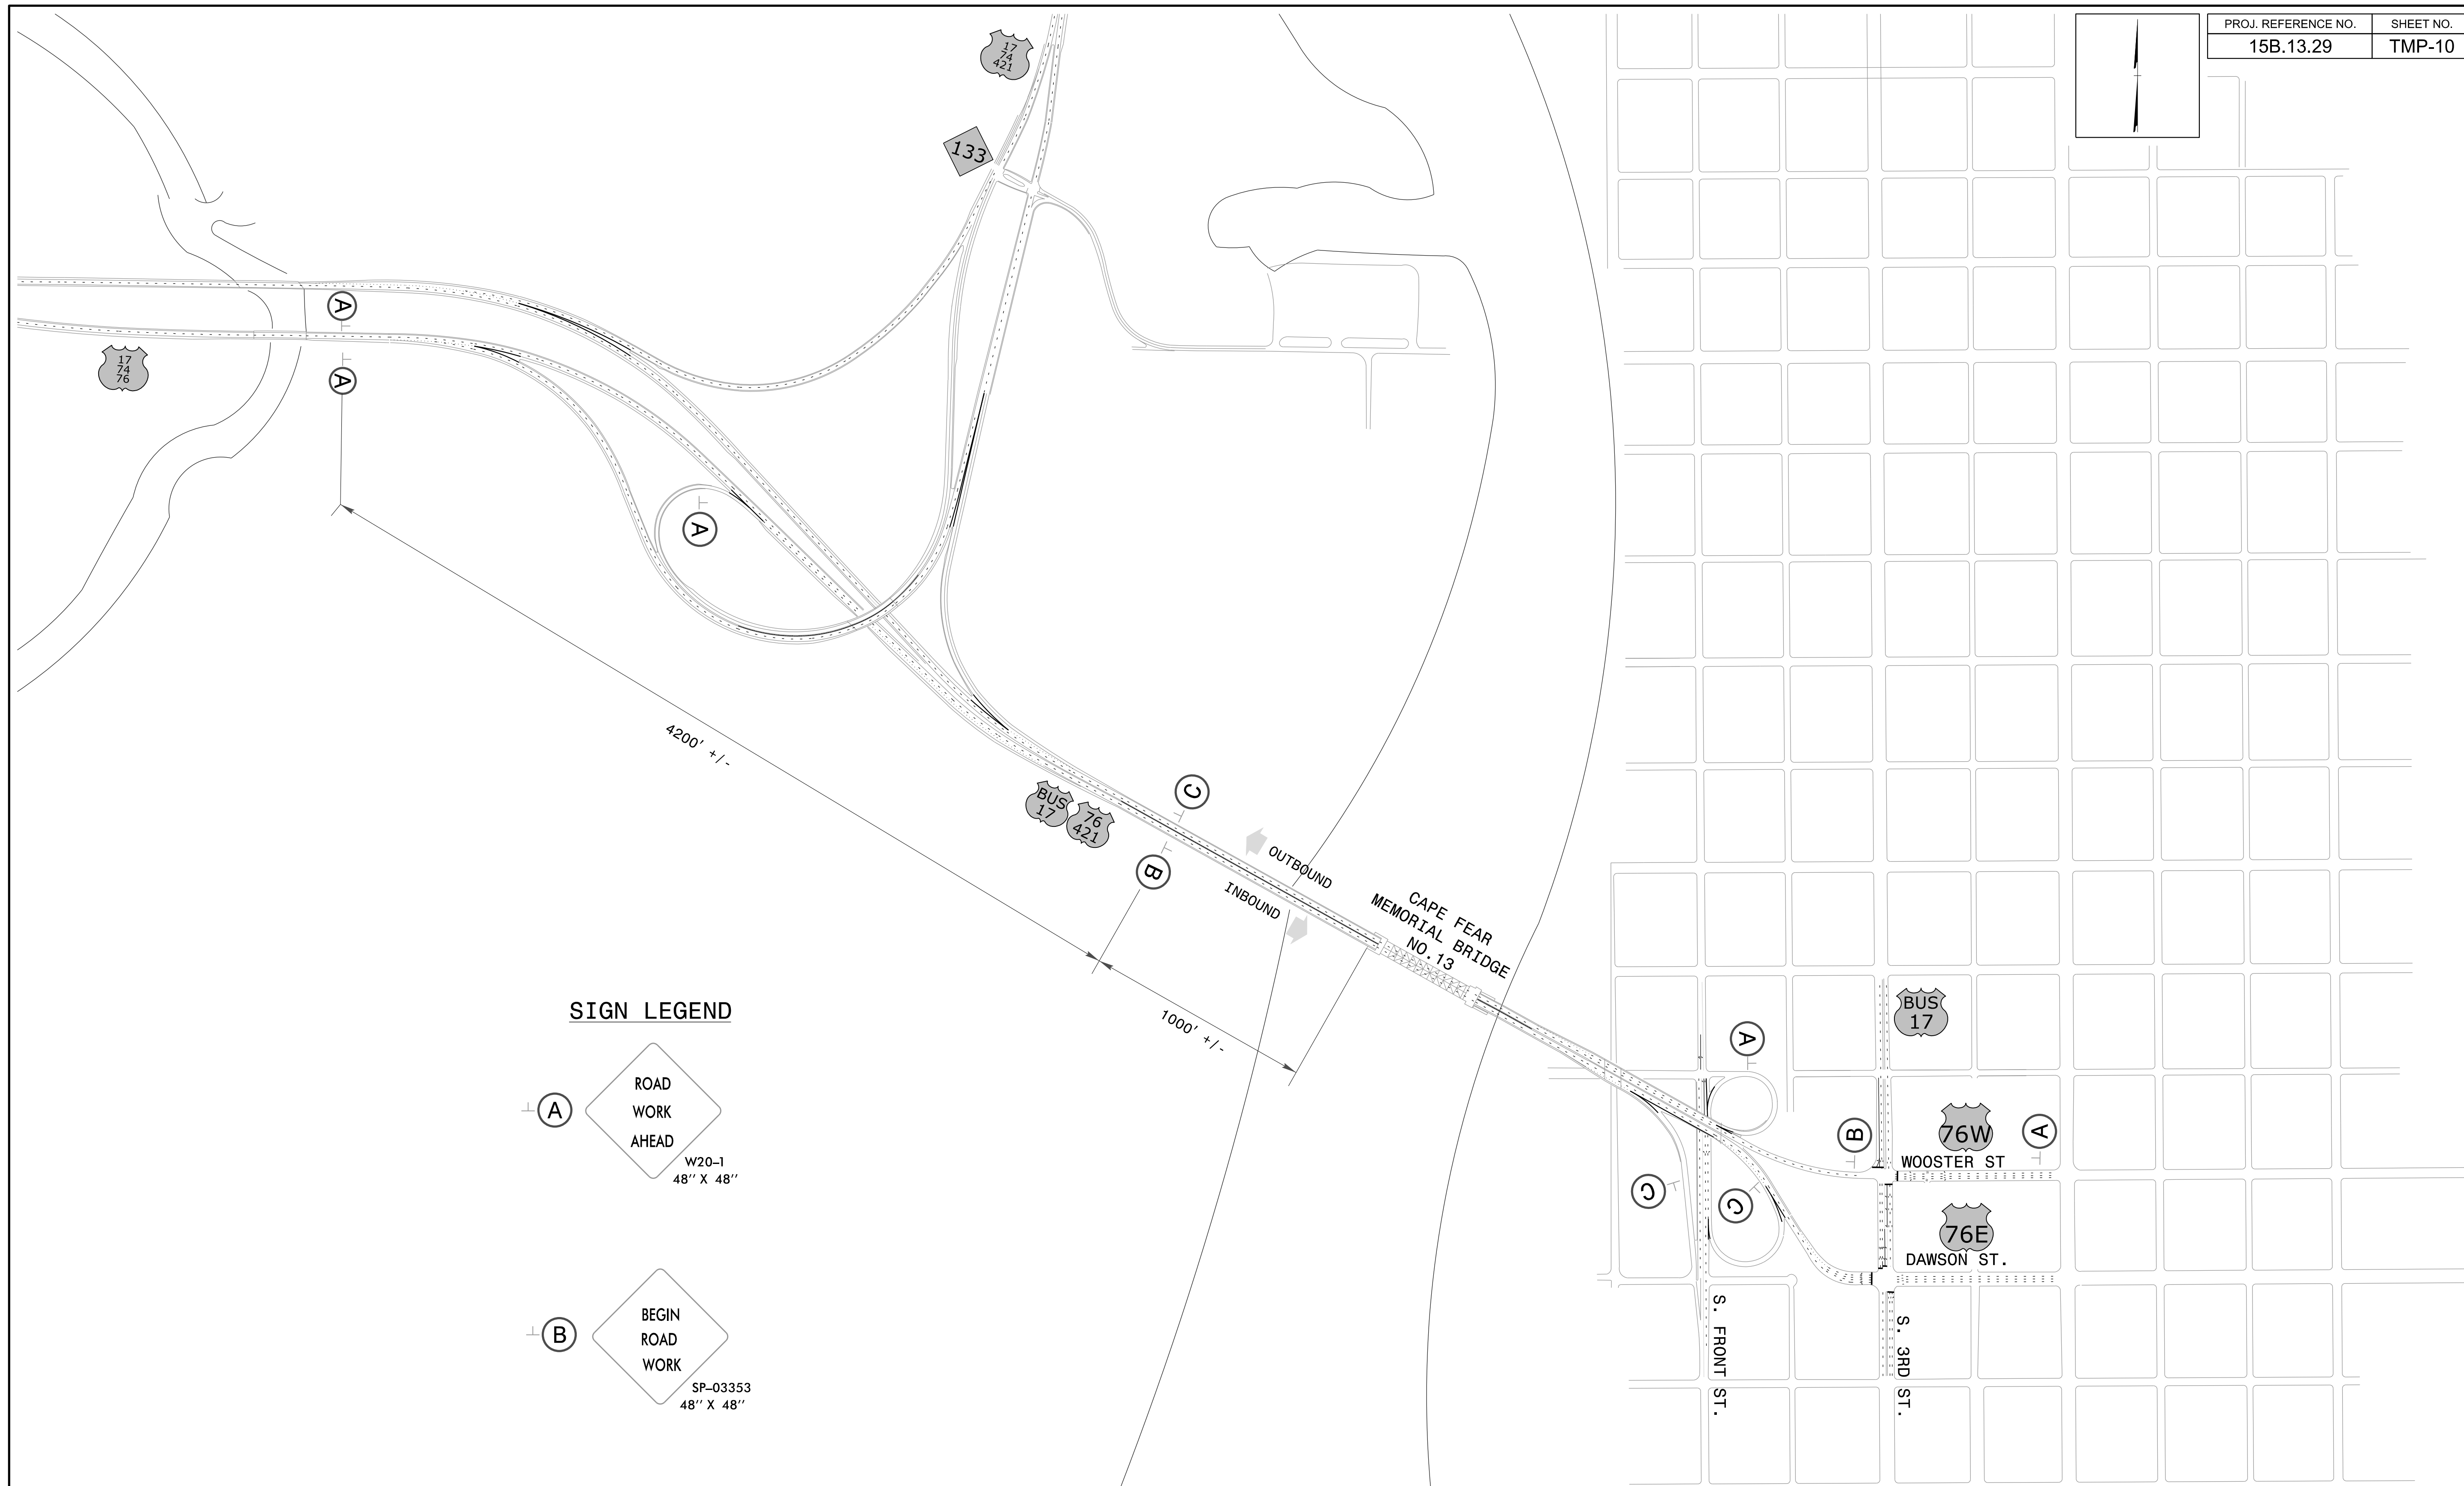 PROJ. REFERENCE NO. SHEET NO.
15B.13.29 TMP-10
17
74
421
133
A
17
74
76
A
A
4200' +/-
C
BUS
17
76
421
B
OUTBOUND
INBOUND
CAPE FEAR
MEMORIAL BRIDGE
NO.13
1000' +/-
BUS
17
A
B
76W
A
WOOSTER ST
C
C
76E
DAWSON ST.
S. FRONT ST.
S. 3RD ST.
SIGN LEGEND
A
ROAD
WORK
AHEAD
W20-1
48'' X 48''
B
BEGIN
ROAD
WORK
SP-03353
48'' X 48''